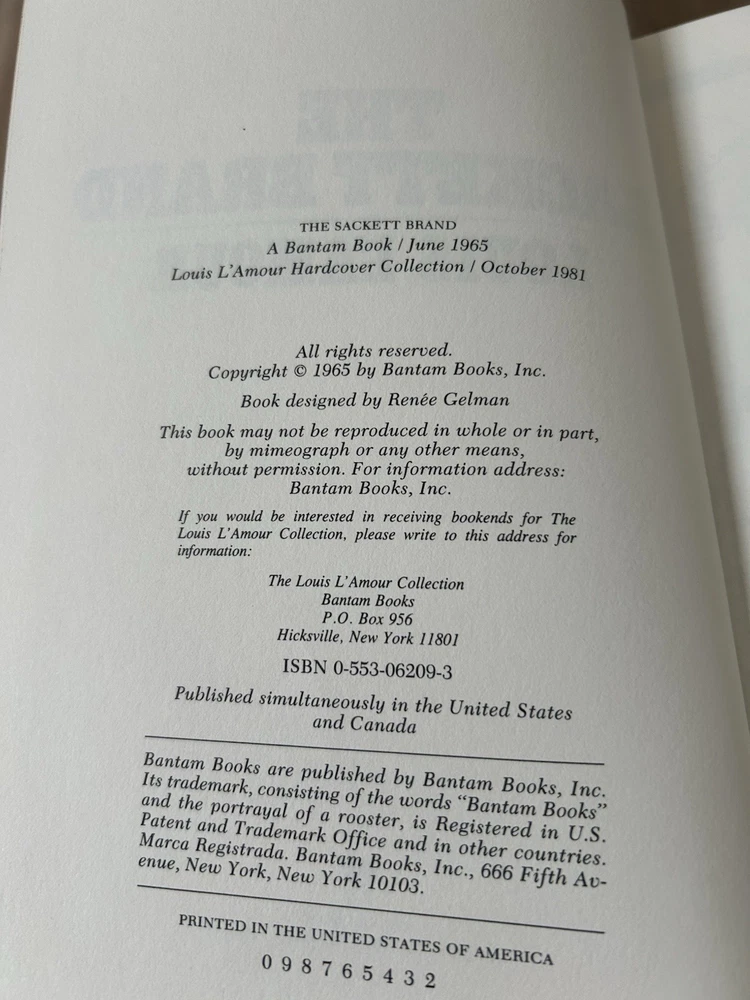 THE SACKETT BRAND
A Bantam Book / June 1965
Louis L'Amour Hardcover Collection / October 1981
All rights reserved.
Copyright © 1965 by Bantam Books, Inc.
Book designed by Renée Gelman
This book may not be reproduced in whole or in part,
by mimeograph or any other means,
without permission. For information address:
Bantam Books, Inc.
If you would be interested in receiving bookends for The
Louis L'Amour Collection, please write to this address for
information:
The Louis L'Amour Collection
Bantam Books
P.O. Box 956
Hicksville, New York 11801
ISBN 0-553-06209-3
Published simultaneously in the United States
and Canada
Bantam Books are published by Bantam Books, Inc.
Its trademark, consisting of the words "Bantam Books"
and the portrayal of a rooster, is Registered in U.S.
Patent and Trademark Office and in other countries.
Marca Registrada. Bantam Books, Inc., 666 Fifth Av-
enue, New York, New York 10103.
PRINTED IN THE UNITED STATES OF AMERICA
0 9 8 7 6 5 4 3 2